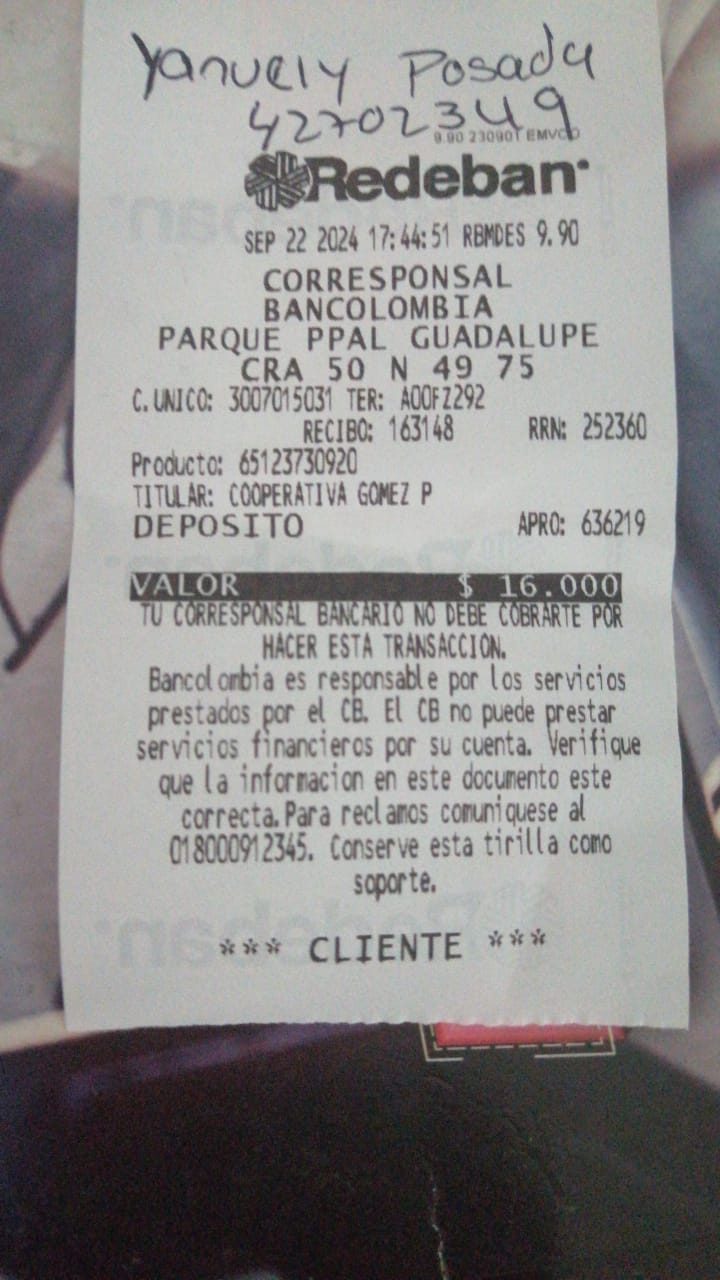 Yanuely Posada
42702349
9.90 230901 EMVCO
Redeban
SEP 22 2024 17:44:51 RBMDES 9.90
CORRESPONSAL
BANCOLOMBIA
PARQUE PPAL GUADALUPE
CRA 50 N 49 75
C. UNICO: 3007015031 TER: A00FZ292
RECIBO: 163148 RRN: 252360
Producto: 65123730920
TITULAR: COOPERATIVA GOMEZ P
DEPOSITO APRO: 636219
VALOR $ 16.000
TU CORRESPONSAL BANCARIO NO DEBE COBRARTE POR
HACER ESTA TRANSACCION.
Bancolombia es responsable por los servicios
prestados por el CB. El CB no puede prestar
servicios financieros por su cuenta. Verifique
que la informacion en este documento este
correcta. Para reclamos comuniquese al
018000912345. Conserve esta tirilla como
soporte.
*** CLIENTE ***